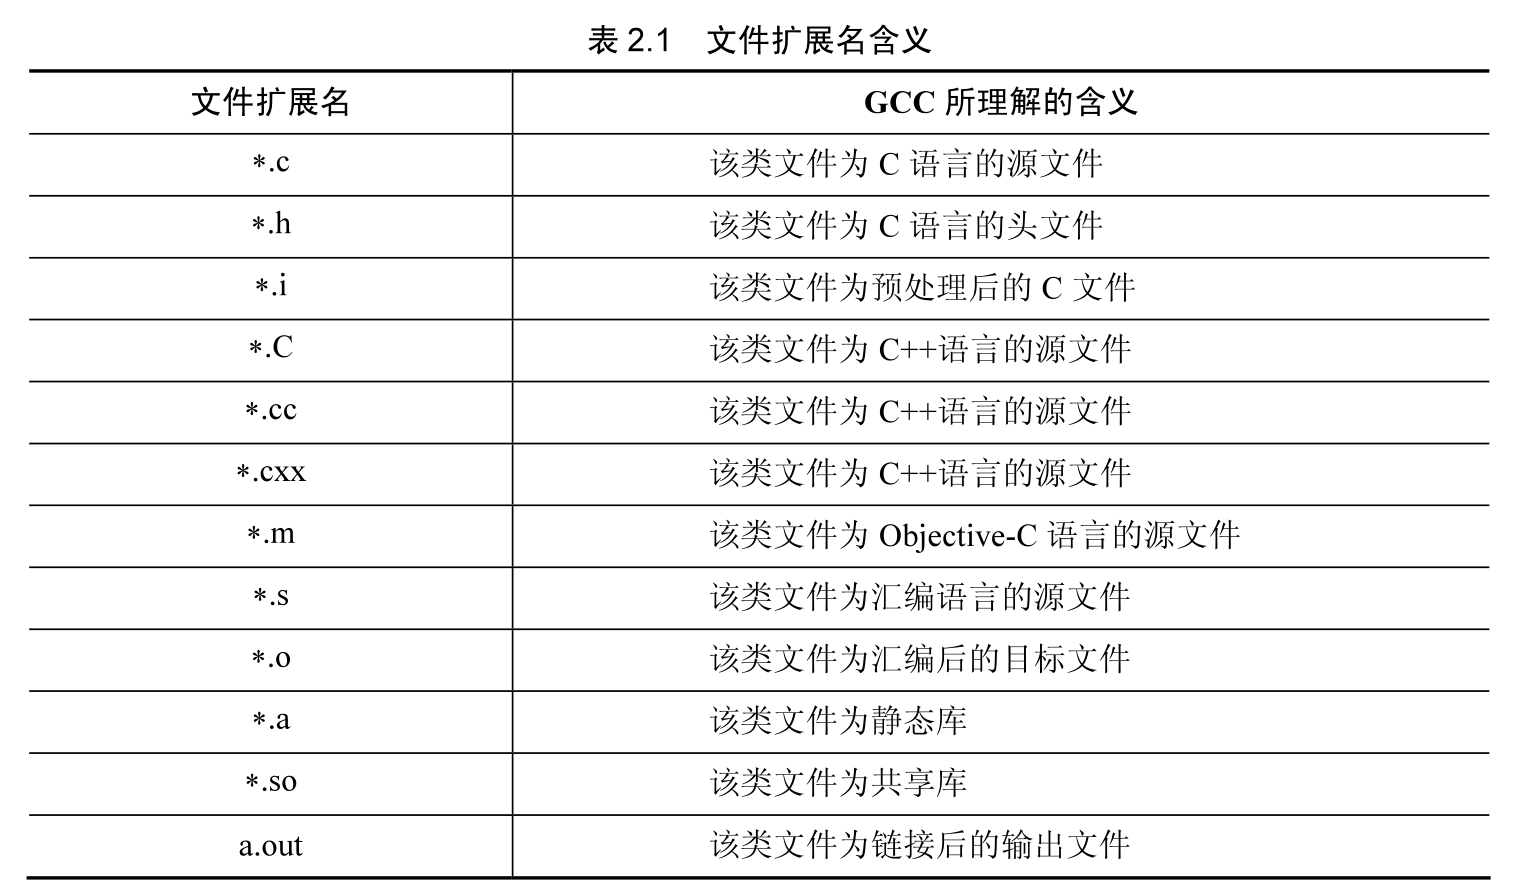 表 2.1 文件扩展名含义
文件扩展名 GCC 所理解的含义
*.c 该类文件为 C 语言的源文件
*.h 该类文件为 C 语言的头文件
*.i 该类文件为预处理后的 C 文件
*.C 该类文件为 C++语言的源文件
*.cc 该类文件为 C++语言的源文件
*.cxx 该类文件为 C++语言的源文件
*.m 该类文件为 Objective-C 语言的源文件
*.s 该类文件为汇编语言的源文件
*.o 该类文件为汇编后的目标文件
*.a 该类文件为静态库
*.so 该类文件为共享库
a.out 该类文件为链接后的输出文件